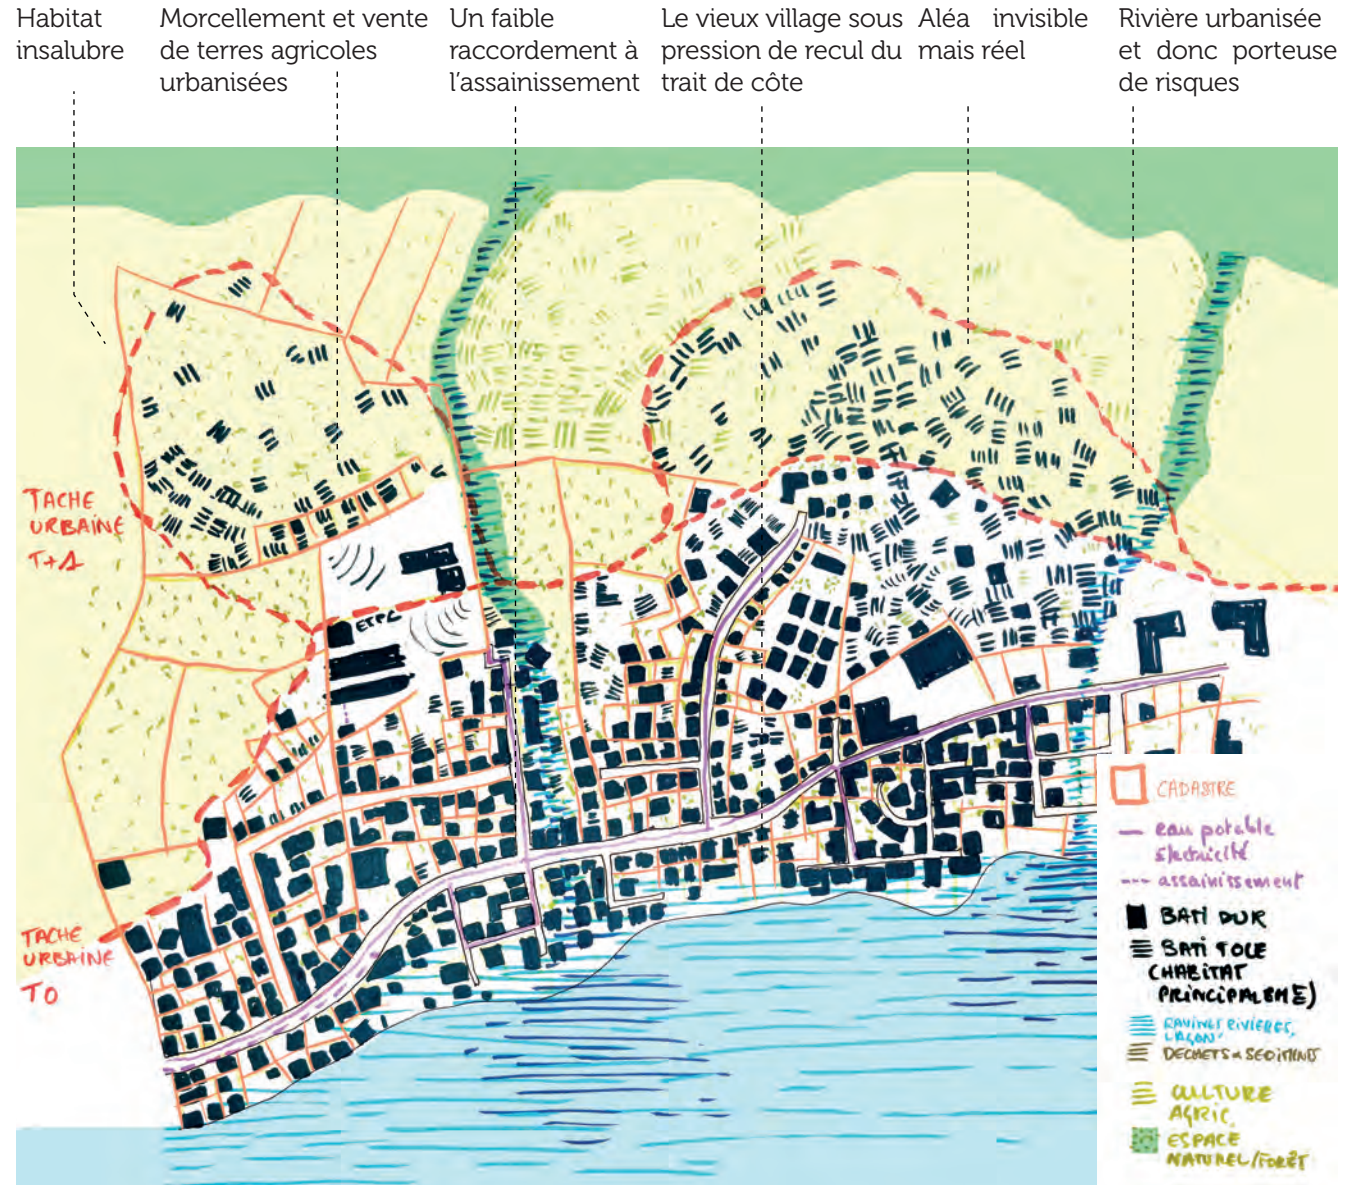 Habitat
insalubre
Morcellement et vente
de terres agricoles
urbanisées
Un faible
raccordement à
l’assainissement
Le vieux village sous
pression de recul du
trait de côte
Aléa invisible
mais réel
Rivière urbanisée
et donc porteuse
de risques
TACHE
URBAINE
T+1
ETPC
TACHE
URBAINE
T0
CADASTRE
eau potable
électricité
assainissement
BATI DUR
BATI TOLE
(HABITAT
PRINCIPALEME)
RAVINES RIVIERES,
LAGON
DECHETS & SEDIMENTS
CULTURE
AGRIC.
ESPACE
NATUREL/FORÊT